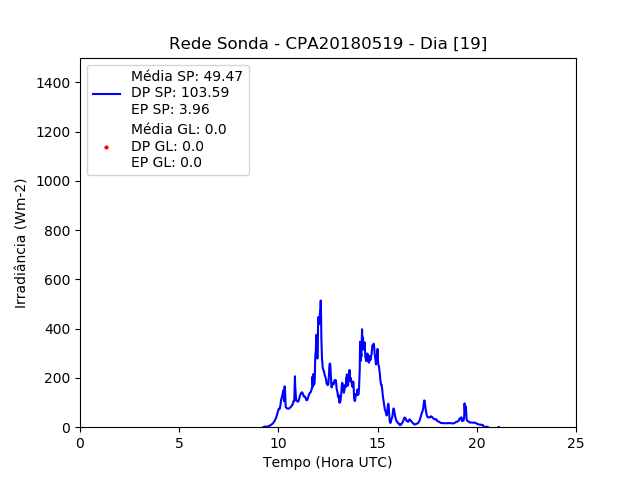 Rede Sonda - CPA20180519 - Dia [19]
Média SP: 49.47
DP SP: 103.59
EP SP: 3.96
Média GL: 0.0
DP GL: 0.0
EP GL: 0.0
Irradiância (Wm-2)
1400
1200
1000
800
600
400
200
0
0 5 10 15 20 25
Tempo (Hora UTC)